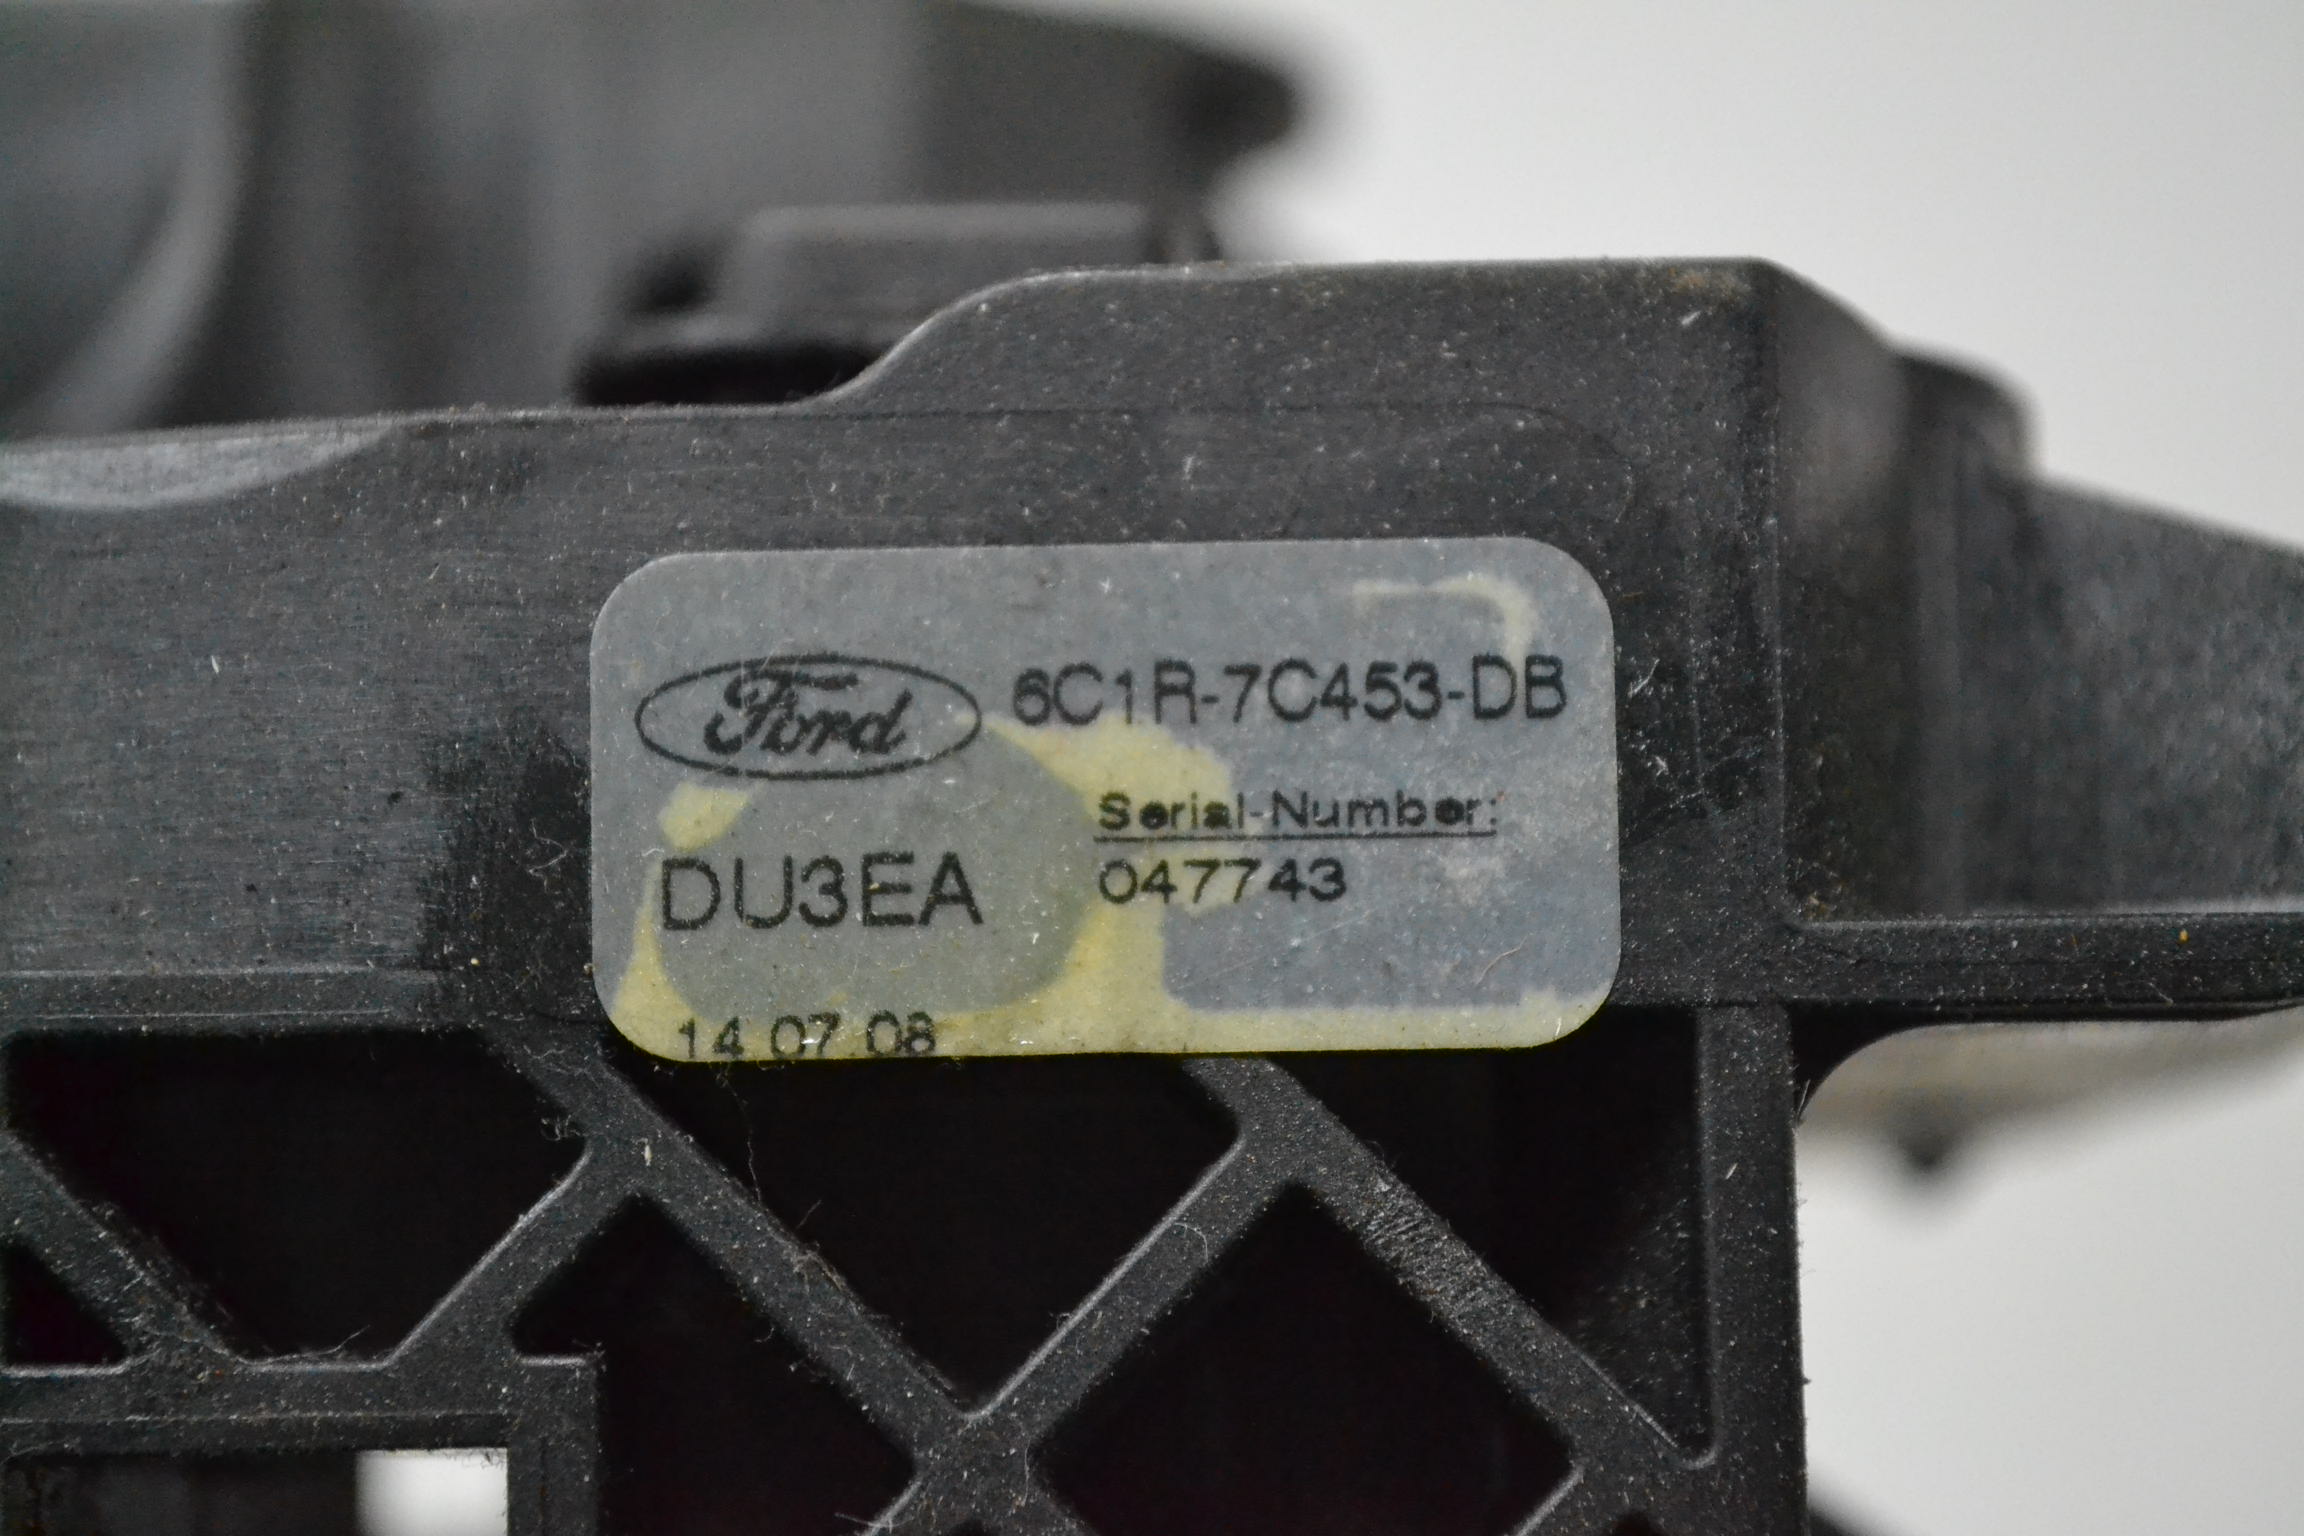 Ford 6C1R-7C453-DB
Serial-Number:
DU3EA 047743
14 07 08